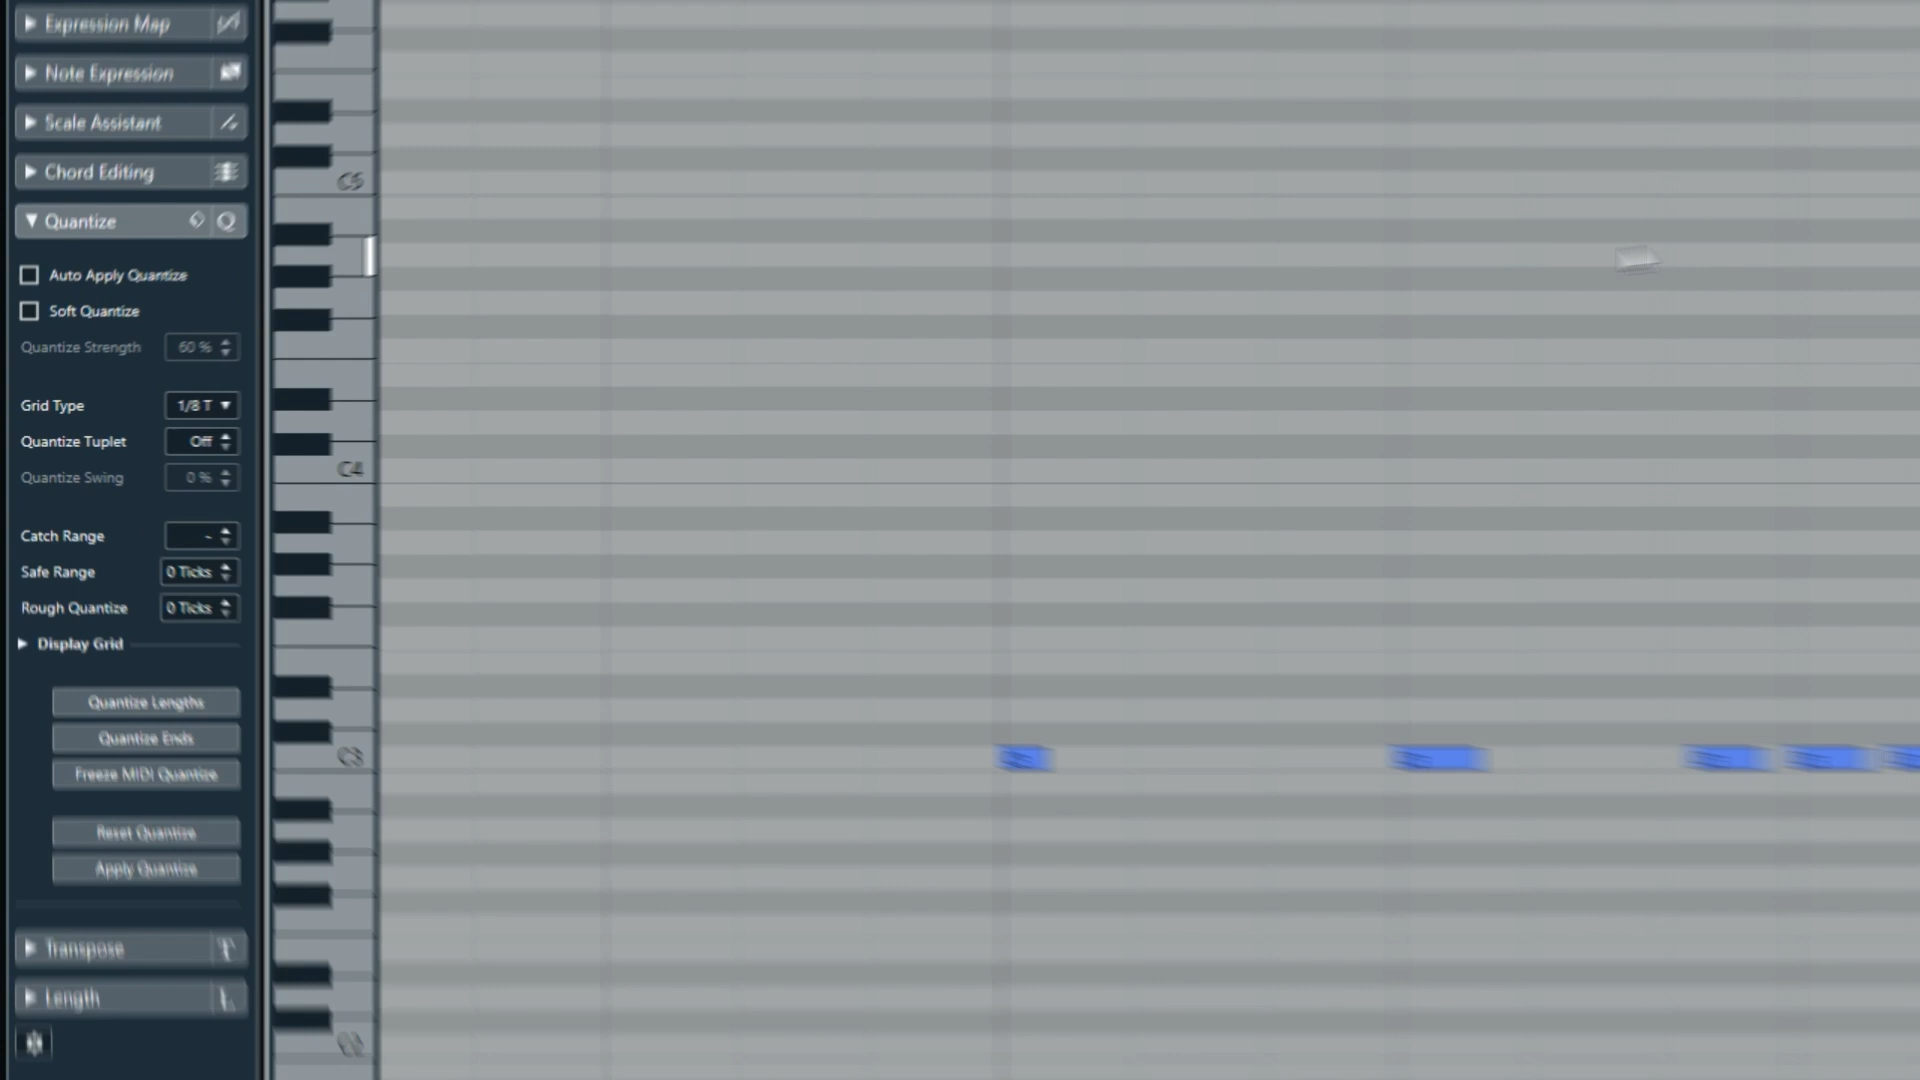 Expression Map
Note Expression
Scale Assistant
Chord Editing
Quantize
Auto Apply Quantize
Soft Quantize
Quantize Strength 60 %
Grid Type 1/8 T
Quantize Tuplet Off
Quantize Swing 0 %
Catch Range -
Safe Range 0 Ticks
Rough Quantize 0 Ticks
Display Grid
Quantize Lengths
Quantize Ends
Freeze MIDI Quantize
Reset Quantize
Apply Quantize
Transpose
Length
C5
C4
C3
C2